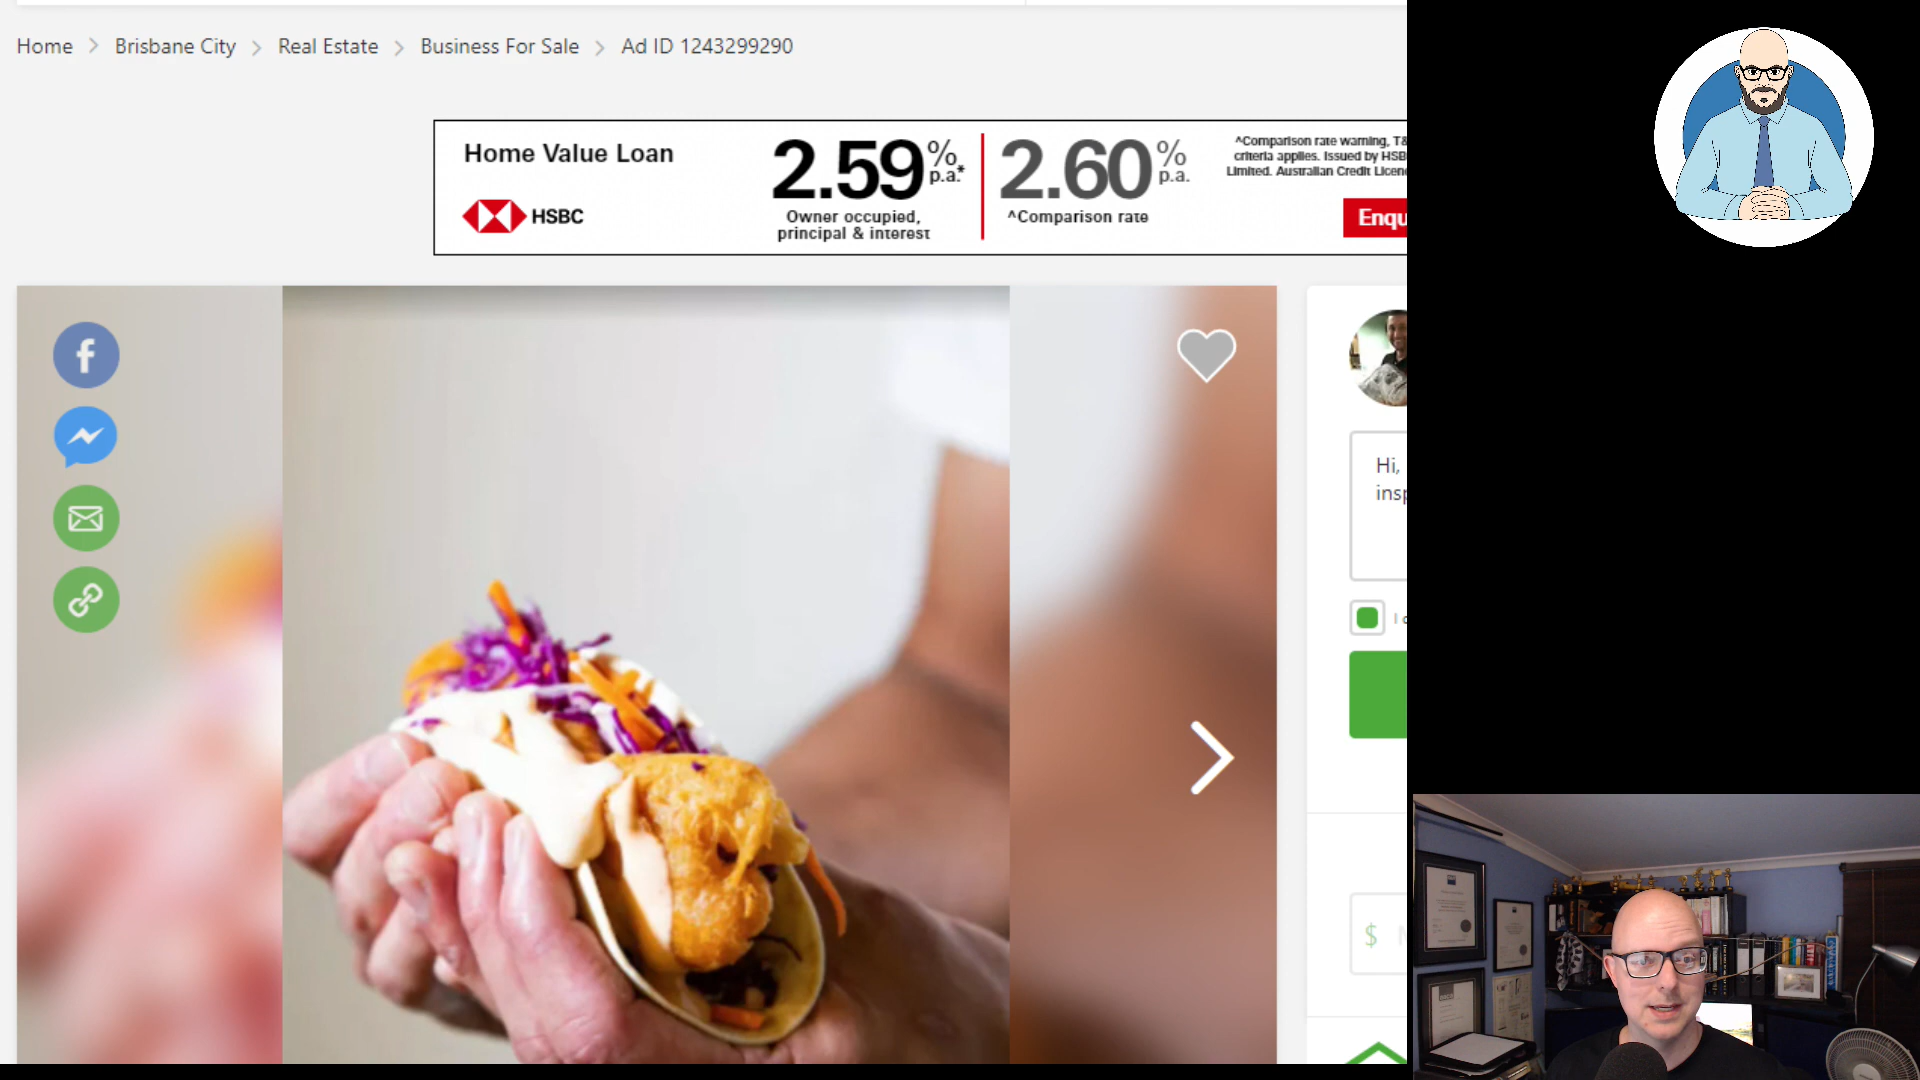 Home > Brisbane City > Real Estate > Business For Sale > Ad ID 1243299290
Home Value Loan
HSBC
2.59% p.a.*
Owner occupied,
principal & interest
2.60% p.a.
^Comparison rate
^Comparison rate warning, T&
criteria applies. Issued by HSB
Limited. Australian Credit Licen
Enqu
Hi,
insp
I
$